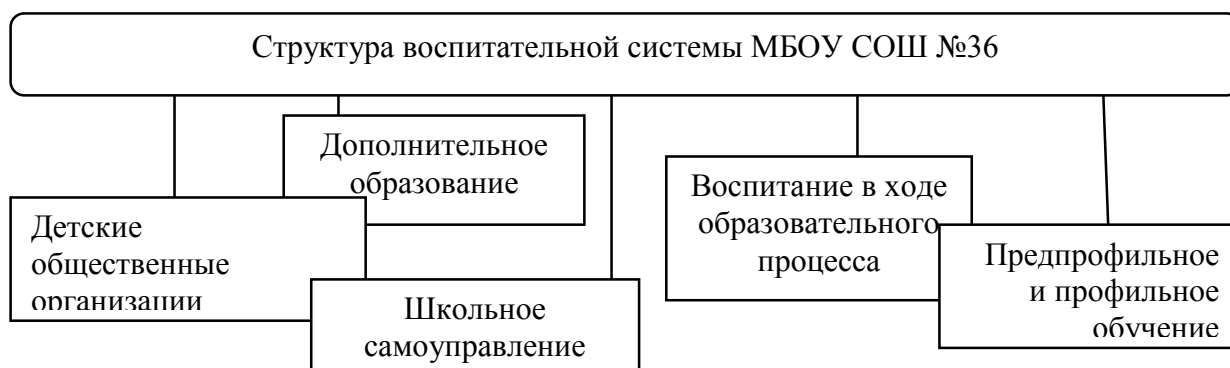 Структура воспитательной системы МБОУ СОШ №36
Дополнительное
образование
Воспитание в ходе
образовательного
процесса
Детские
общественные
организации
Предпрофильное
и профильное
обучение
Школьное
самоуправление